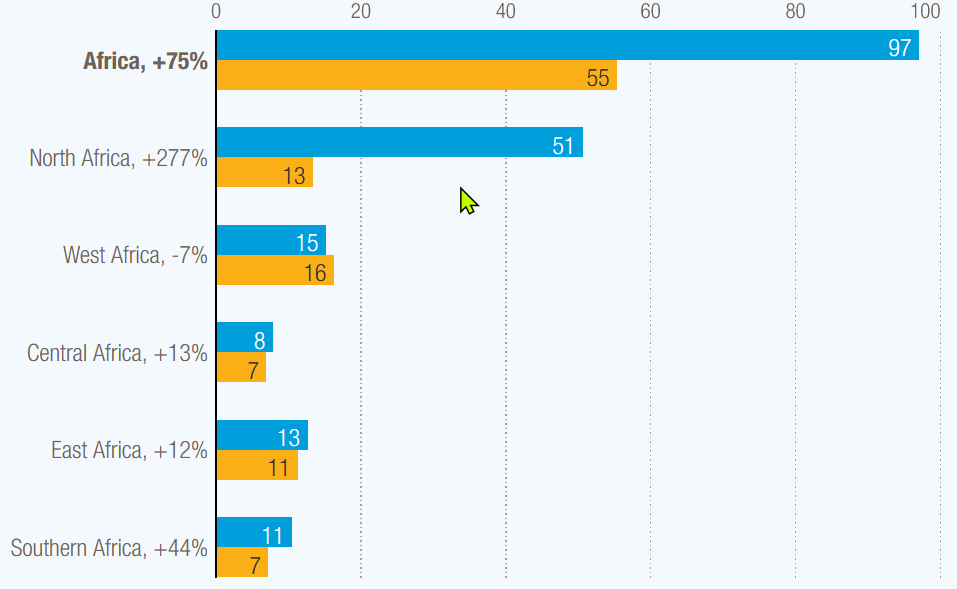 0 20 40 60 80 100
Africa, +75%
97
55
North Africa, +277%
51
13
West Africa, -7%
15
16
Central Africa, +13%
8
7
East Africa, +12%
13
11
Southern Africa, +44%
11
7